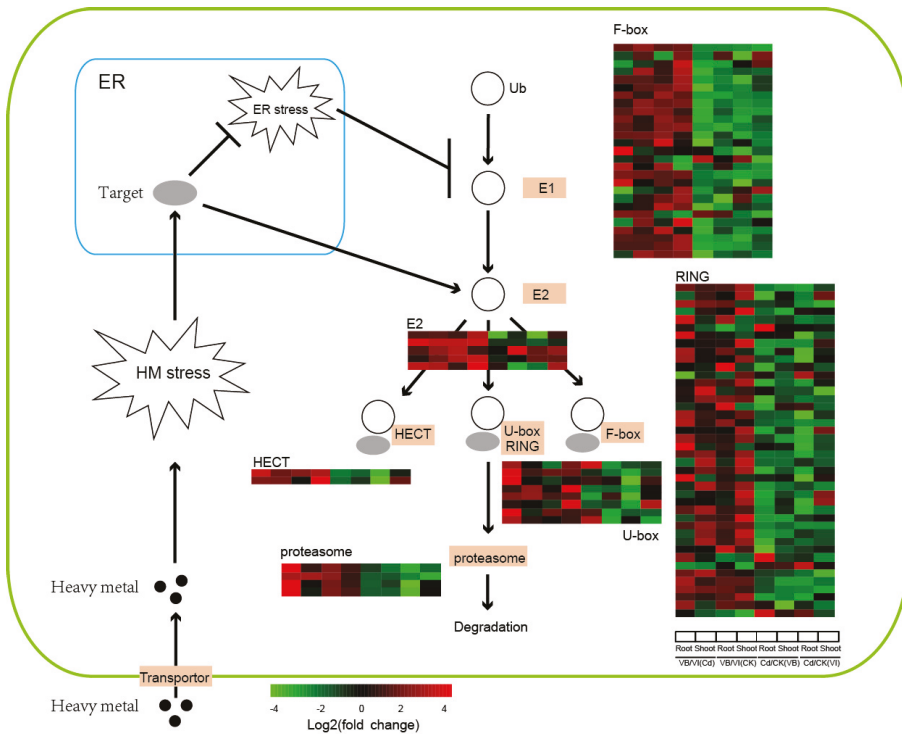 F-box
ER
ER stress
Ub
Target
E1
RING
E2
E2
HM stress
HECT
U-box
RING
F-box
HECT
U-box
proteasome
proteasome
Heavy metal
Degradation
Root Shoot Root Shoot Root Shoot Root Shoot
VB/VI(Cd) VB/VI(CK) Cd/CK(VB) Cd/CK(VI)
Transportor
Heavy metal
-4 -2 0 2 4
Log2(fold change)